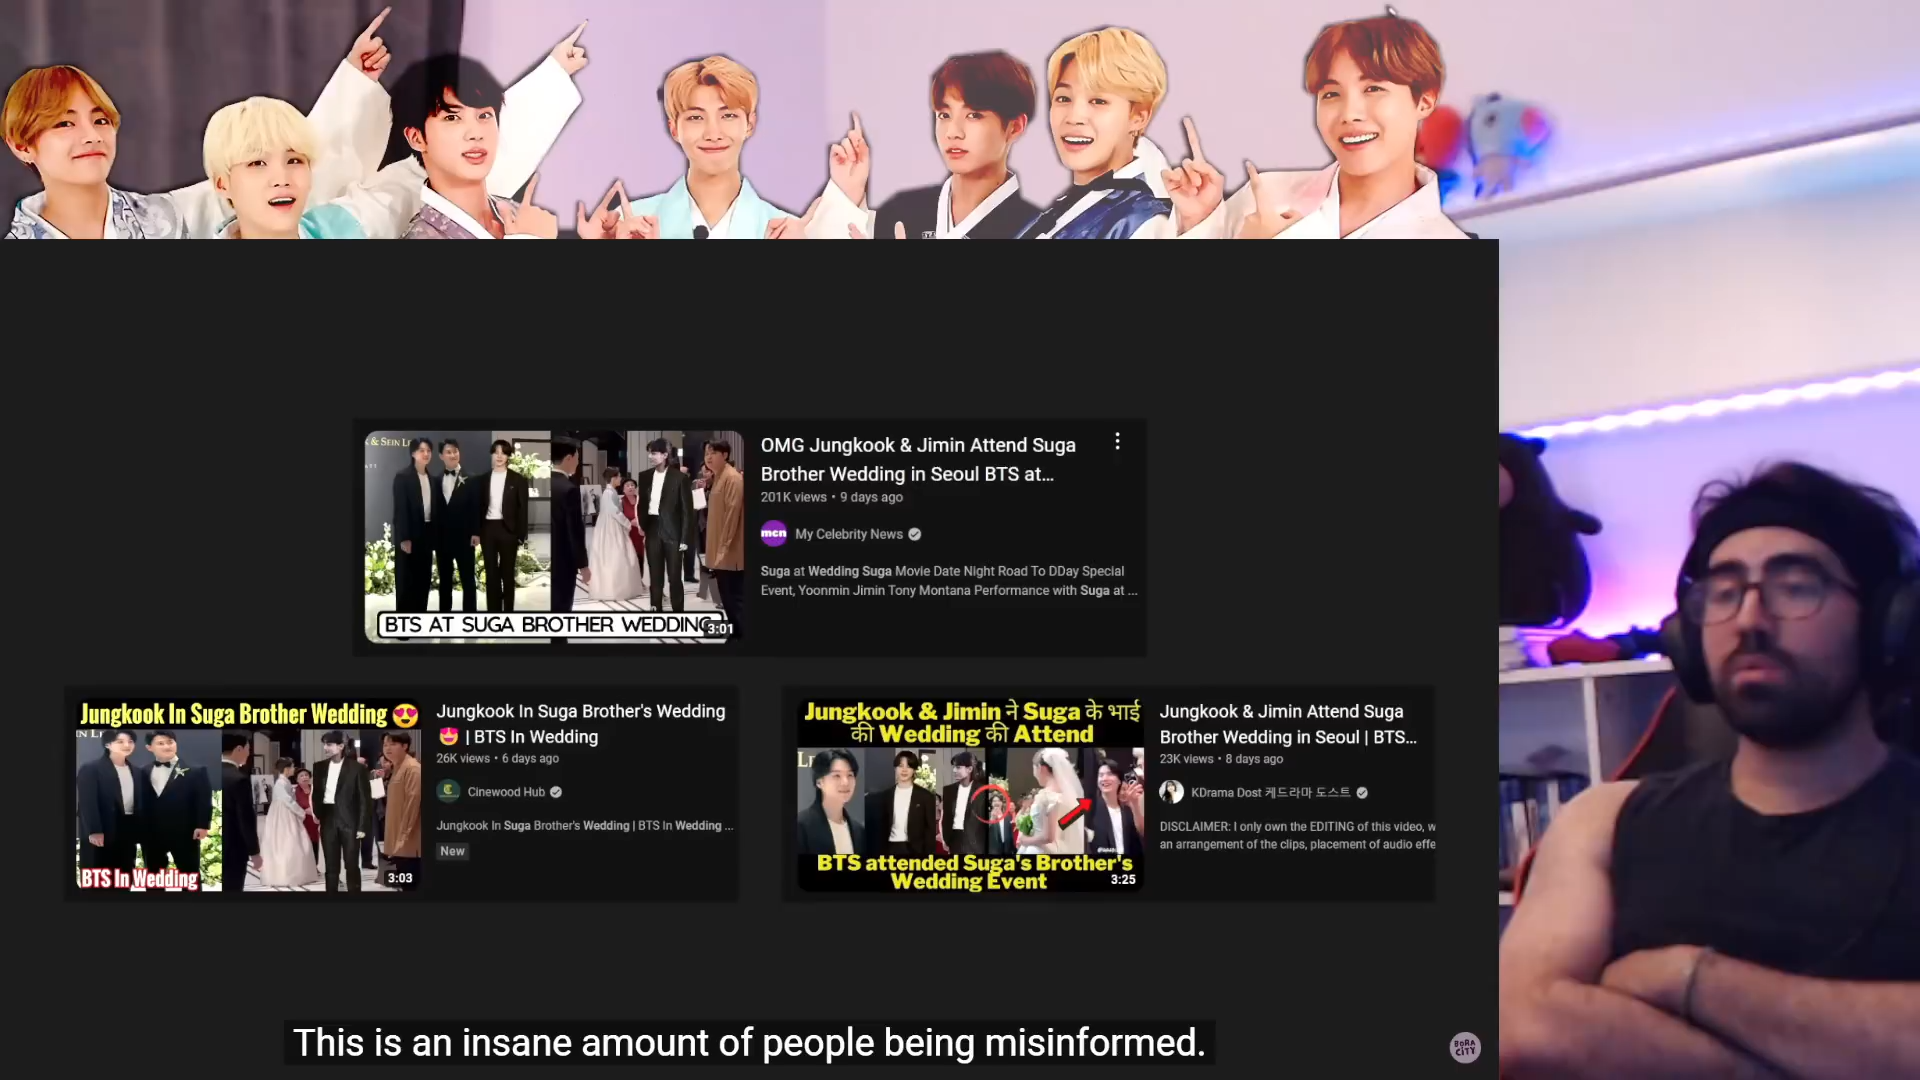 & SEIN L
BTS AT SUGA BROTHER WEDDING
3:01
OMG Jungkook & Jimin Attend Suga
Brother Wedding in Seoul BTS at...
201K views • 9 days ago
mcn My Celebrity News
Suga at Wedding Suga Movie Date Night Road To DDay Special
Event, Yoonmin Jimin Tony Montana Performance with Suga at ...
Jungkook In Suga Brother Wedding 😍
BTS In Wedding
3:03
Jungkook In Suga Brother's Wedding
😍 | BTS In Wedding
26K views • 6 days ago
Cinewood Hub
Jungkook In Suga Brother's Wedding | BTS In Wedding ...
New
Jungkook & Jimin ने Suga के भाई
की Wedding की Attend
BTS attended Suga's Brother's
Wedding Event
3:25
Jungkook & Jimin Attend Suga
Brother Wedding in Seoul | BTS...
23K views • 8 days ago
KDrama Dost 케드라마 도스트
DISCLAIMER: I only own the EDITING of this video, w
an arrangement of the clips, placement of audio effe
This is an insane amount of people being misinformed.
BORA
CITY